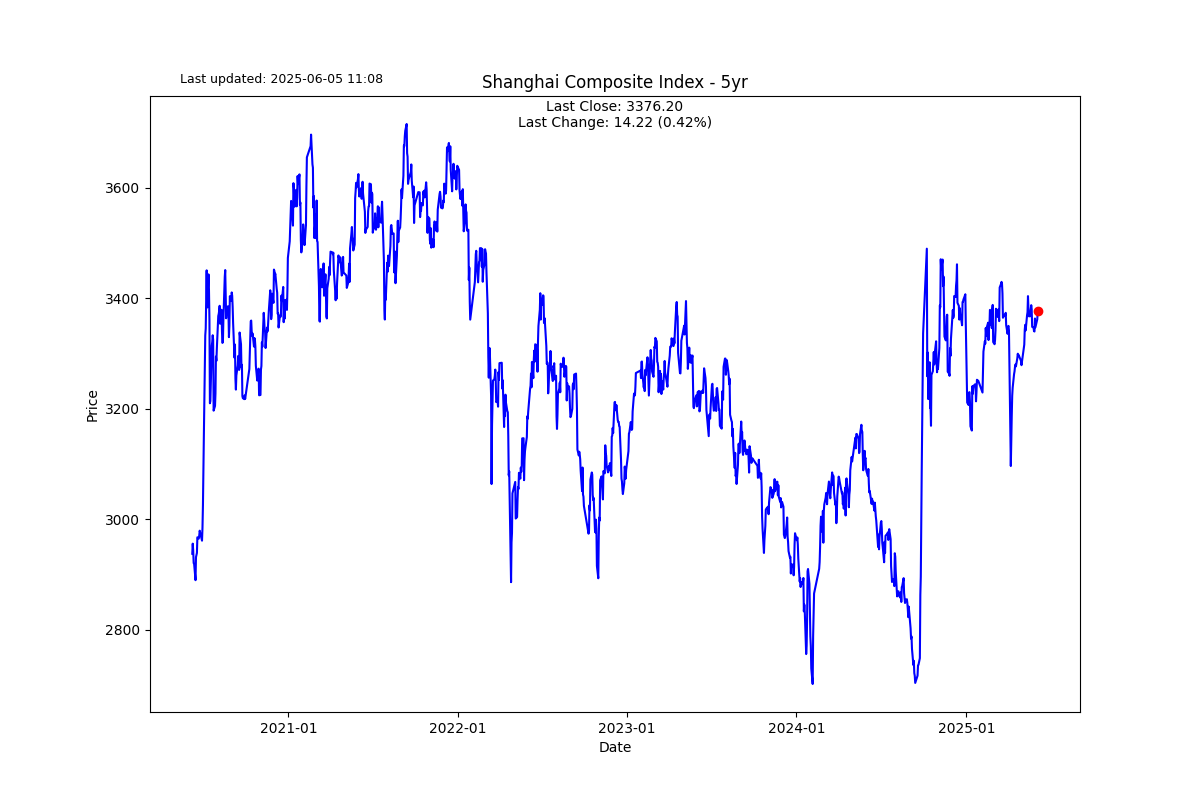 Last updated: 2025-06-05 11:08
Shanghai Composite Index - 5yr
Last Close: 3376.20
Last Change: 14.22 (0.42%)
3600
3400
3200
3000
2800
Price
2021-01
2022-01
2023-01
2024-01
2025-01
Date